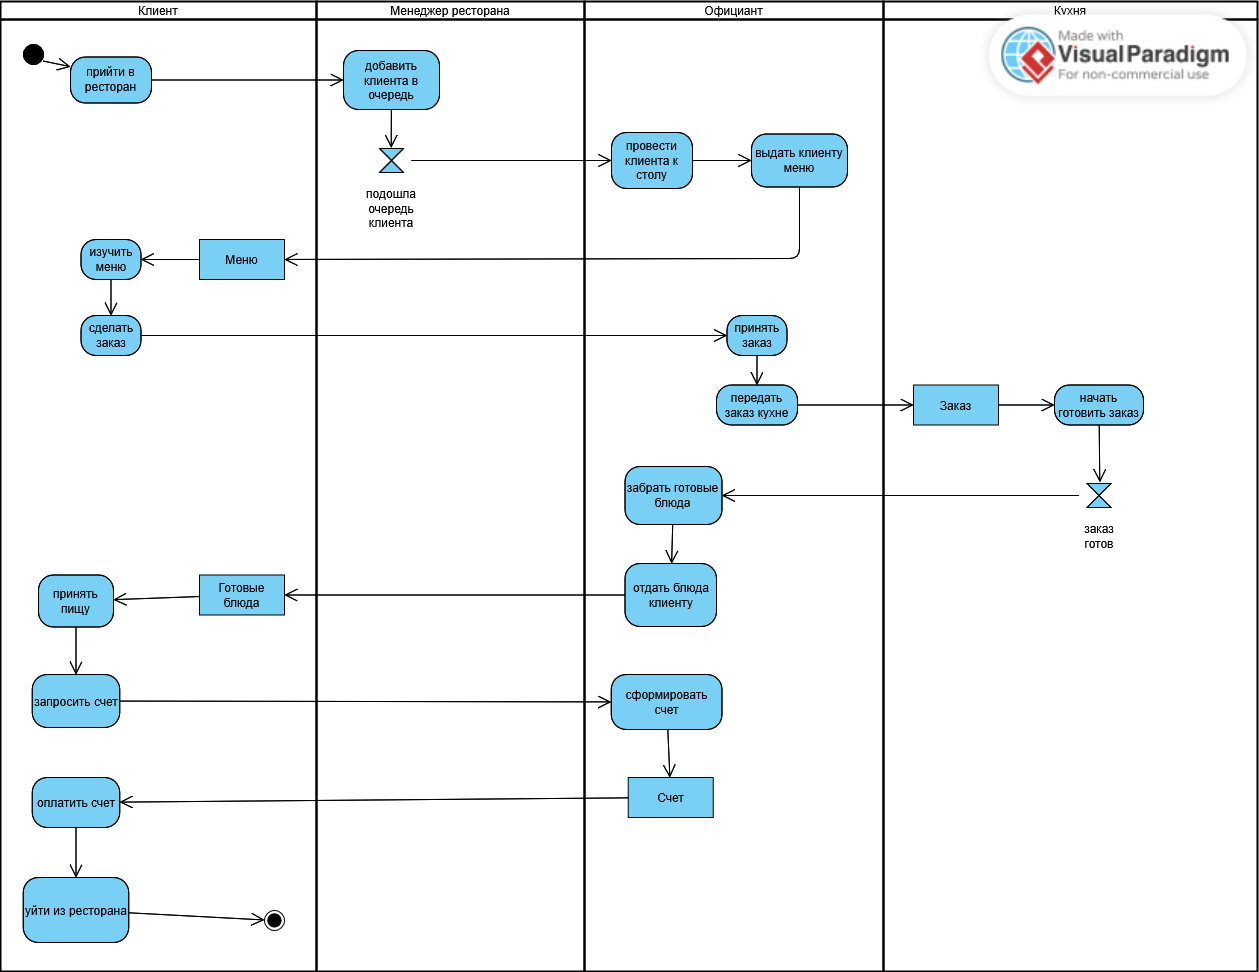 Клиент
Менеджер ресторана
Официант
Кухня
Made with
Visual Paradigm
For non-commercial use
прийти в
ресторан
добавить
клиента в
очередь
подошла
очередь
клиента
провести
клиента к
столу
выдать клиенту
меню
изучить
меню
Меню
сделать
заказ
принять
заказ
передать
заказ кухне
Заказ
начать
готовить заказ
забрать готовые
блюда
заказ
готов
принять
пищу
Готовые
блюда
отдать блюда
клиенту
запросить счет
сформировать
счет
оплатить счет
Счет
уйти из ресторана